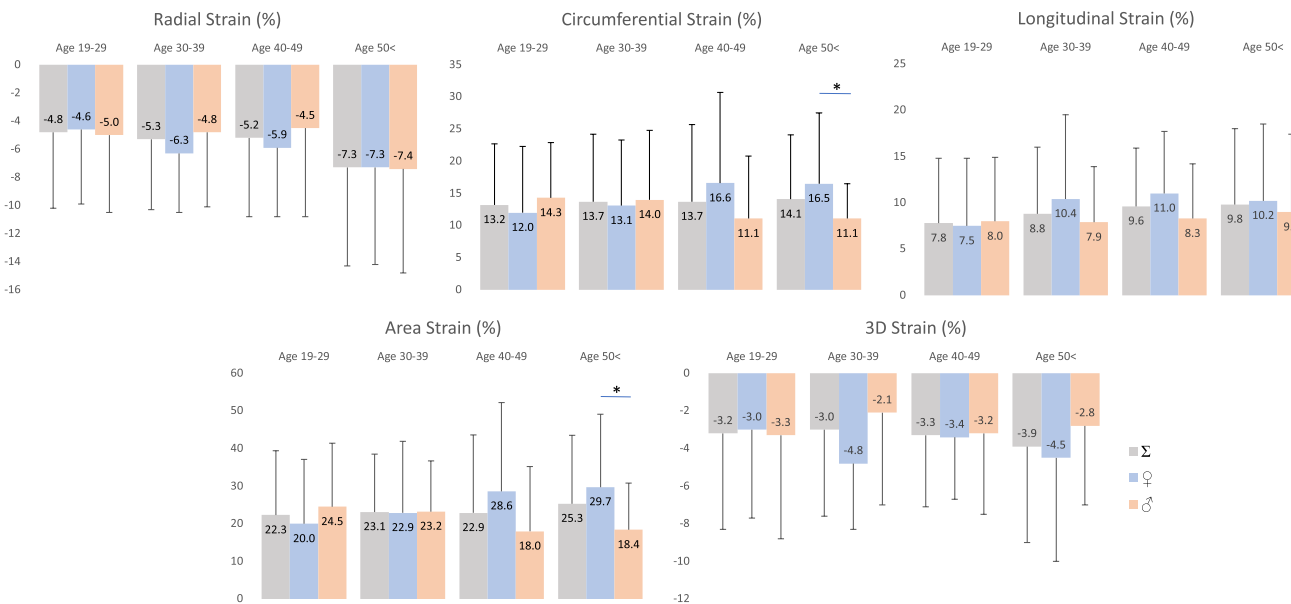 Radial Strain (%)
Age 19-29 Age 30-39 Age 40-49 Age 50<
0
-2
-4
-6
-8
-10
-12
-14
-16
-4.8 -4.6 -5.0 -5.3 -6.3 -4.8 -5.2 -5.9 -4.5 -7.3 -7.3 -7.4
Circumferential Strain (%)
Age 19-29 Age 30-39 Age 40-49 Age 50<
35
30
25
20
15
10
5
0
*
13.2 12.0 14.3 13.7 13.1 14.0 13.7 16.6 11.1 14.1 16.5 11.1
Longitudinal Strain (%)
Age 19-29 Age 30-39 Age 40-49 Age 50<
25
20
15
10
5
0
7.8 7.5 8.0 8.8 10.4 7.9 9.6 11.0 8.3 9.8 10.2 9.
Area Strain (%)
Age 19-29 Age 30-39 Age 40-49 Age 50<
60
50
40
30
20
10
0
*
22.3 20.0 24.5 23.1 22.9 23.2 22.9 28.6 18.0 25.3 29.7 18.4
3D Strain (%)
Age 19-29 Age 30-39 Age 40-49 Age 50<
0
-2
-4
-6
-8
-10
-12
-3.2 -3.0 -3.3 -3.0 -4.8 -2.1 -3.3 -3.4 -3.2 -3.9 -4.5 -2.8
Σ
♀
♂